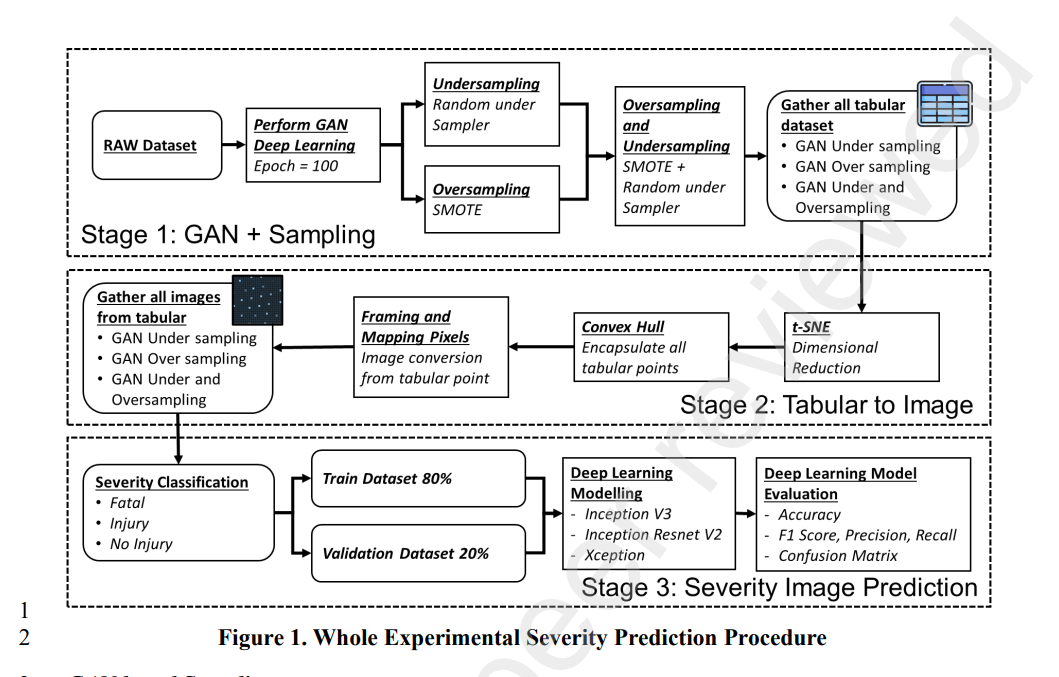 RAW Dataset
Perform GAN
Deep Learning
Epoch = 100
Undersampling
Random under
Sampler
Oversampling
SMOTE
Oversampling
and
Undersampling
SMOTE +
Random under
Sampler
Gather all tabular
dataset
• GAN Under sampling
• GAN Over sampling
• GAN Under and
Oversampling
Stage 1: GAN + Sampling
Gather all images
from tabular
• GAN Under sampling
• GAN Over sampling
• GAN Under and
Oversampling
Framing and
Mapping Pixels
Image conversion
from tabular point
Convex Hull
Encapsulate all
tabular points
t-SNE
Dimensional
Reduction
Stage 2: Tabular to Image
Severity Classification
• Fatal
• Injury
• No Injury
Train Dataset 80%
Validation Dataset 20%
Deep Learning
Modelling
- Inception V3
- Inception Resnet V2
- Xception
Deep Learning Model
Evaluation
- Accuracy
- F1 Score, Precision, Recall
- Confusion Matrix
Stage 3: Severity Image Prediction
1
2 Figure 1. Whole Experimental Severity Prediction Procedure
peer reviewed